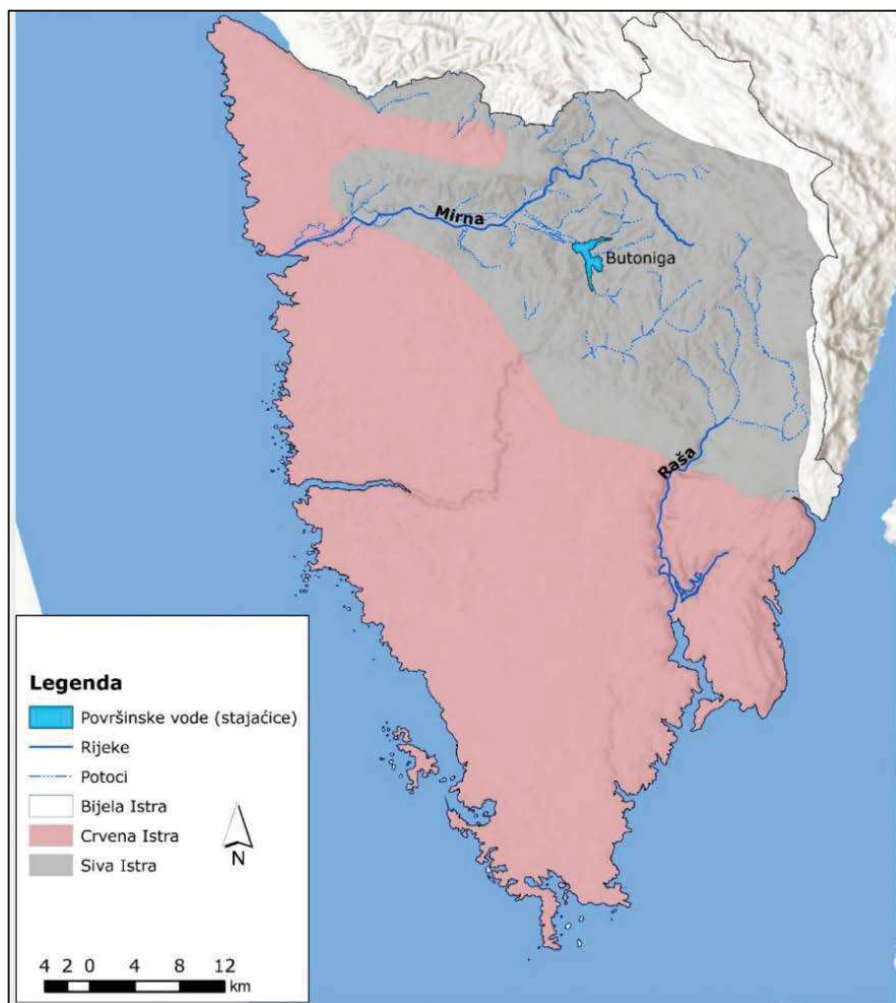 Mirna
Butoniga
Raša
Legenda
Površinske vode (stajaćice)
Rijeke
Potoci
Bijela Istra
Crvena Istra
Siva Istra
N
4 2 0 4 8 12
km